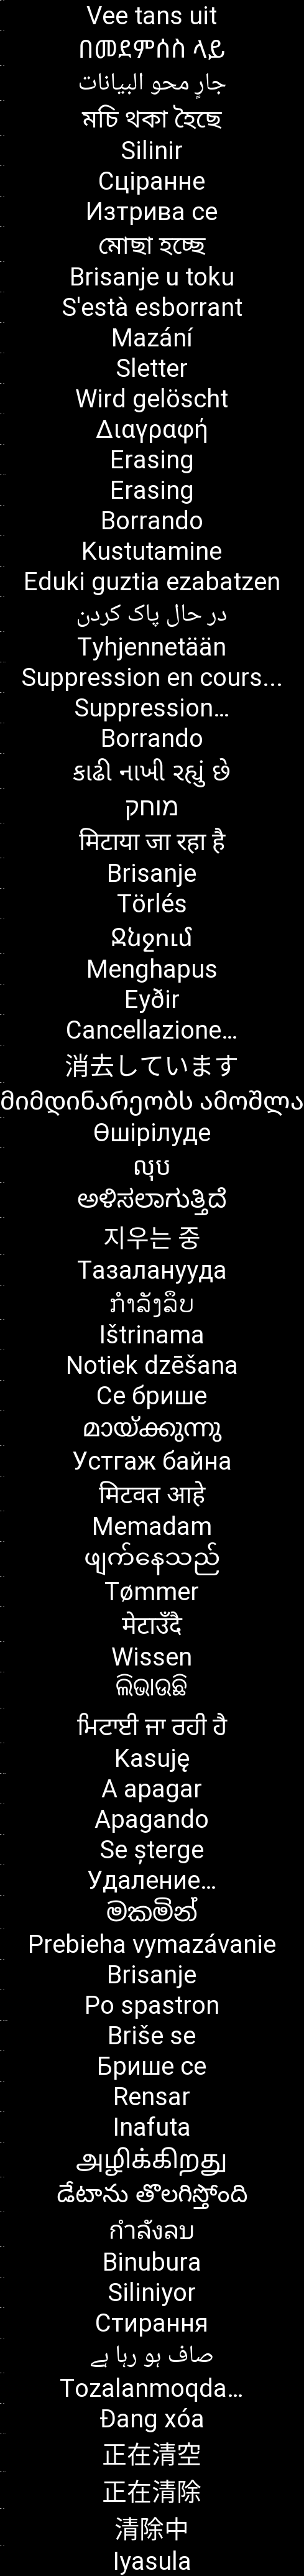 Vee tans uit
በመደምሰስ ላይ
جارٍ محو البيانات
মচি থকা হৈছে
Silinir
Сціранне
Изтрива се
মোছা হচ্ছে
Brisanje u toku
S'està esborrant
Mazání
Sletter
Wird gelöscht
Διαγραφή
Erasing
Erasing
Borrando
Kustutamine
Eduki guztia ezabatzen
در حال پاک کردن
Tyhjennetään
Suppression en cours...
Suppression…
Borrando
કાઢી નાખી રહ્યું છે
מוחק
मिटाया जा रहा है
Brisanje
Törlés
Ջնջում
Menghapus
Eyðir
Cancellazione…
消去しています
მიმდინარეობს ამოშლა
Өшірілуде
លុប
ಅಳಿಸಲಾಗುತ್ತಿದೆ
지우는 중
Тазаланууда
ກຳລັງລຶບ
Ištrinama
Notiek dzēšana
Се брише
മായ്ക്കുന്നു
Устгаж байна
मिटवत आहे
Memadam
ဖျက်နေသည်
Tømmer
मेटाउँदै
Wissen
ଲିଭାଉଛି
ਮਿਟਾਈ ਜਾ ਰਹੀ ਹੈ
Kasuję
A apagar
Apagando
Se șterge
Удаление…
මකමින්
Prebieha vymazávanie
Brisanje
Po spastron
Briše se
Брише се
Rensar
Inafuta
அழிக்கிறது
డేటాను తొలగిస్తోంది
กำลังลบ
Binubura
Siliniyor
Стирання
صاف ہو رہا ہے
Tozalanmoqda…
Đang xóa
正在清空
正在清除
清除中
Iyasula